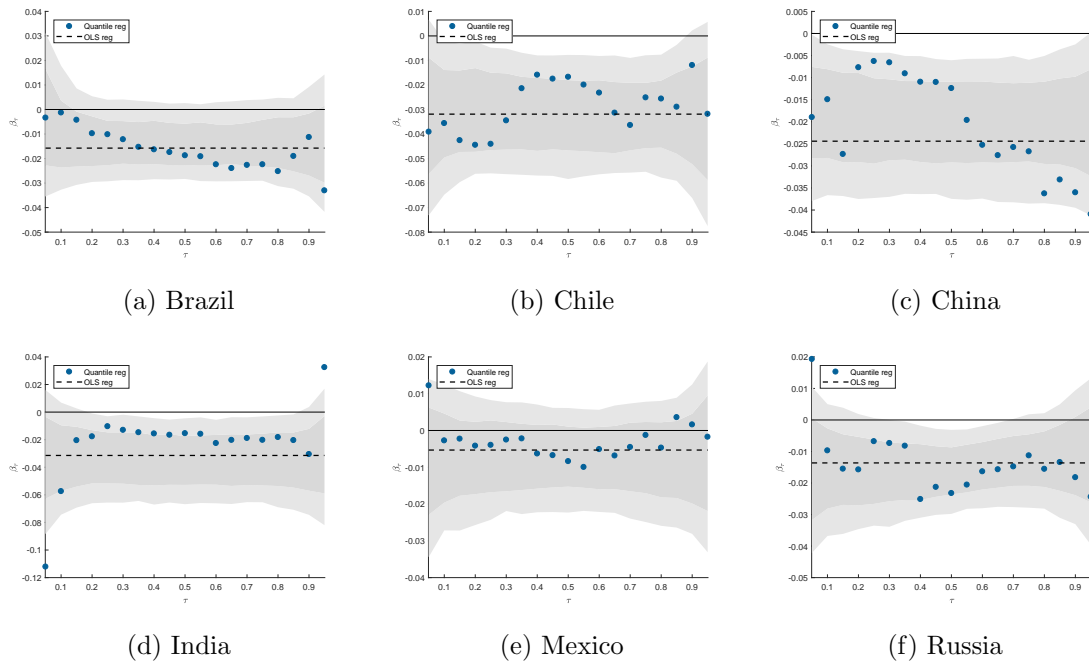 0.04
0.03
0.02
0.01
0
-0.01
-0.02
-0.03
-0.04
-0.05
βτ
Quantile reg
OLS reg
0.1 0.2 0.3 0.4 0.5 0.6 0.7 0.8 0.9
τ
(a) Brazil
0.01
0
-0.01
-0.02
-0.03
-0.04
-0.05
-0.06
-0.07
-0.08
βτ
Quantile reg
OLS reg
0.1 0.2 0.3 0.4 0.5 0.6 0.7 0.8 0.9
τ
(b) Chile
0.005
0
-0.005
-0.01
-0.015
-0.02
-0.025
-0.03
-0.035
-0.04
-0.045
βτ
Quantile reg
OLS reg
0.1 0.2 0.3 0.4 0.5 0.6 0.7 0.8 0.9
τ
(c) China
0.04
0.02
0
-0.02
-0.04
-0.06
-0.08
-0.1
-0.12
βτ
Quantile reg
OLS reg
0.1 0.2 0.3 0.4 0.5 0.6 0.7 0.8 0.9
τ
(d) India
0.02
0.01
0
-0.01
-0.02
-0.03
-0.04
βτ
Quantile reg
OLS reg
0.1 0.2 0.3 0.4 0.5 0.6 0.7 0.8 0.9
τ
(e) Mexico
0.02
0.01
0
-0.01
-0.02
-0.03
-0.04
-0.05
βτ
Quantile reg
OLS reg
0.1 0.2 0.3 0.4 0.5 0.6 0.7 0.8 0.9
τ
(f) Russia